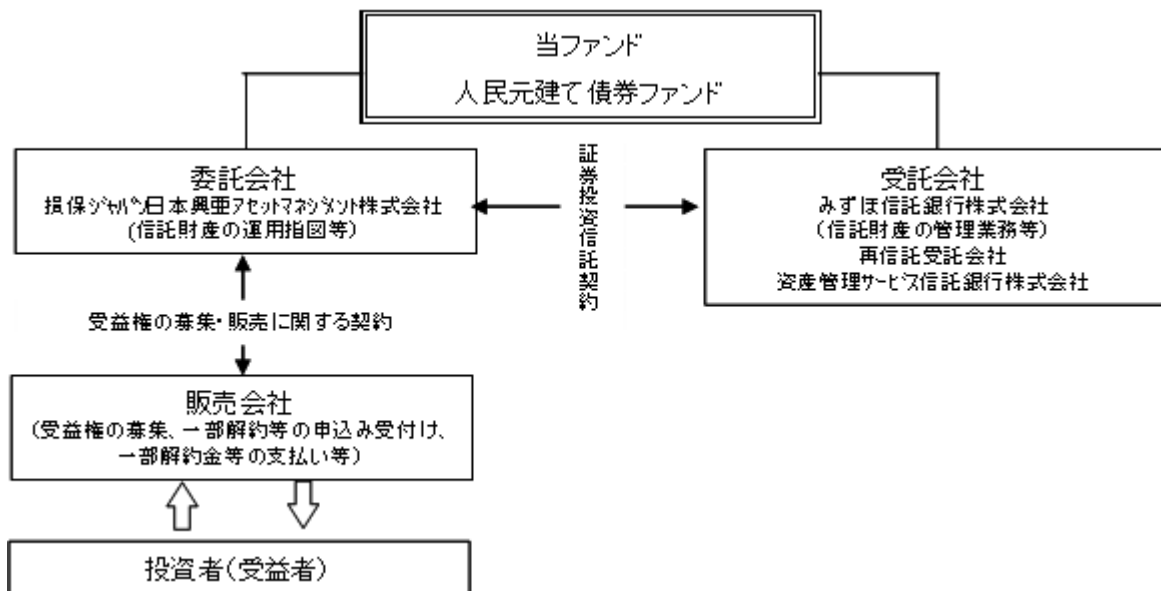 当ファンド
人民元建て債券ファンド
委託会社
損保ジャパン日本興亜アセットマネジメント株式会社
(信託財産の運用指図等)
証券投資信託契約
受託会社
みずほ信託銀行株式会社
(信託財産の管理業務等)
再信託受託会社
資産管理サービス信託銀行株式会社
受益権の募集・販売に関する契約
販売会社
(受益権の募集、一部解約等の申込み受付け、
一部解約金等の支払い等)
投資者(受益者)